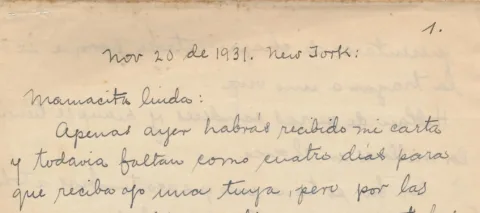 1.
Nov 20 de 1931. New York:
Mamacita linda:
Apenas ayer habrás recibido mi carta
y todavia faltan como cuatro días para
que reciba yo una tuya, pero por las